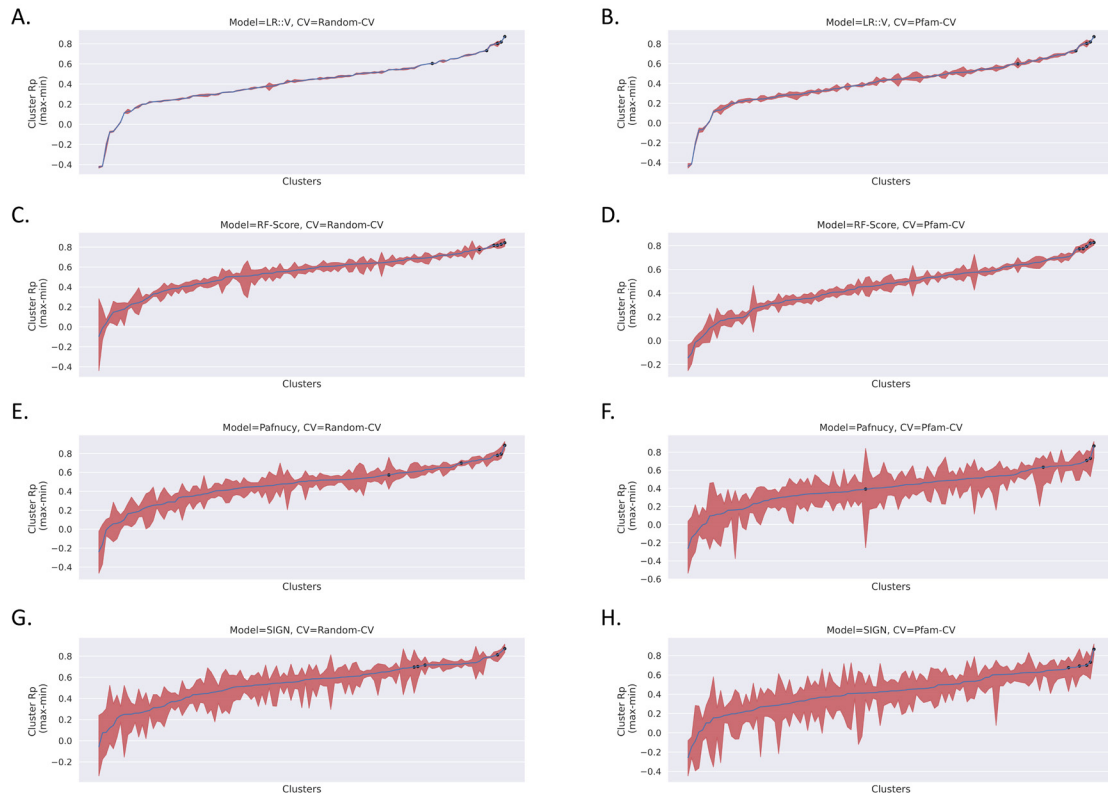 A.
Model=LR::V, CV=Random-CV
Cluster Rp
(max-min)
0.8
0.6
0.4
0.2
0.0
−0.2
−0.4
Clusters
B.
Model=LR::V, CV=Pfam-CV
Cluster Rp
(max-min)
0.8
0.6
0.4
0.2
0.0
−0.2
−0.4
Clusters
C.
Model=RF-Score, CV=Random-CV
Cluster Rp
(max-min)
0.8
0.6
0.4
0.2
0.0
−0.2
−0.4
Clusters
D.
Model=RF-Score, CV=Pfam-CV
Cluster Rp
(max-min)
0.8
0.6
0.4
0.2
0.0
−0.2
Clusters
E.
Model=Pafnucy, CV=Random-CV
Cluster Rp
(max-min)
0.8
0.6
0.4
0.2
0.0
−0.2
−0.4
Clusters
F.
Model=Pafnucy, CV=Pfam-CV
Cluster Rp
(max-min)
0.8
0.6
0.4
0.2
0.0
−0.2
−0.4
−0.6
Clusters
G.
Model=SIGN, CV=Random-CV
Cluster Rp
(max-min)
0.8
0.6
0.4
0.2
0.0
−0.2
Clusters
H.
Model=SIGN, CV=Pfam-CV
Cluster Rp
(max-min)
0.8
0.6
0.4
0.2
0.0
−0.2
−0.4
Clusters